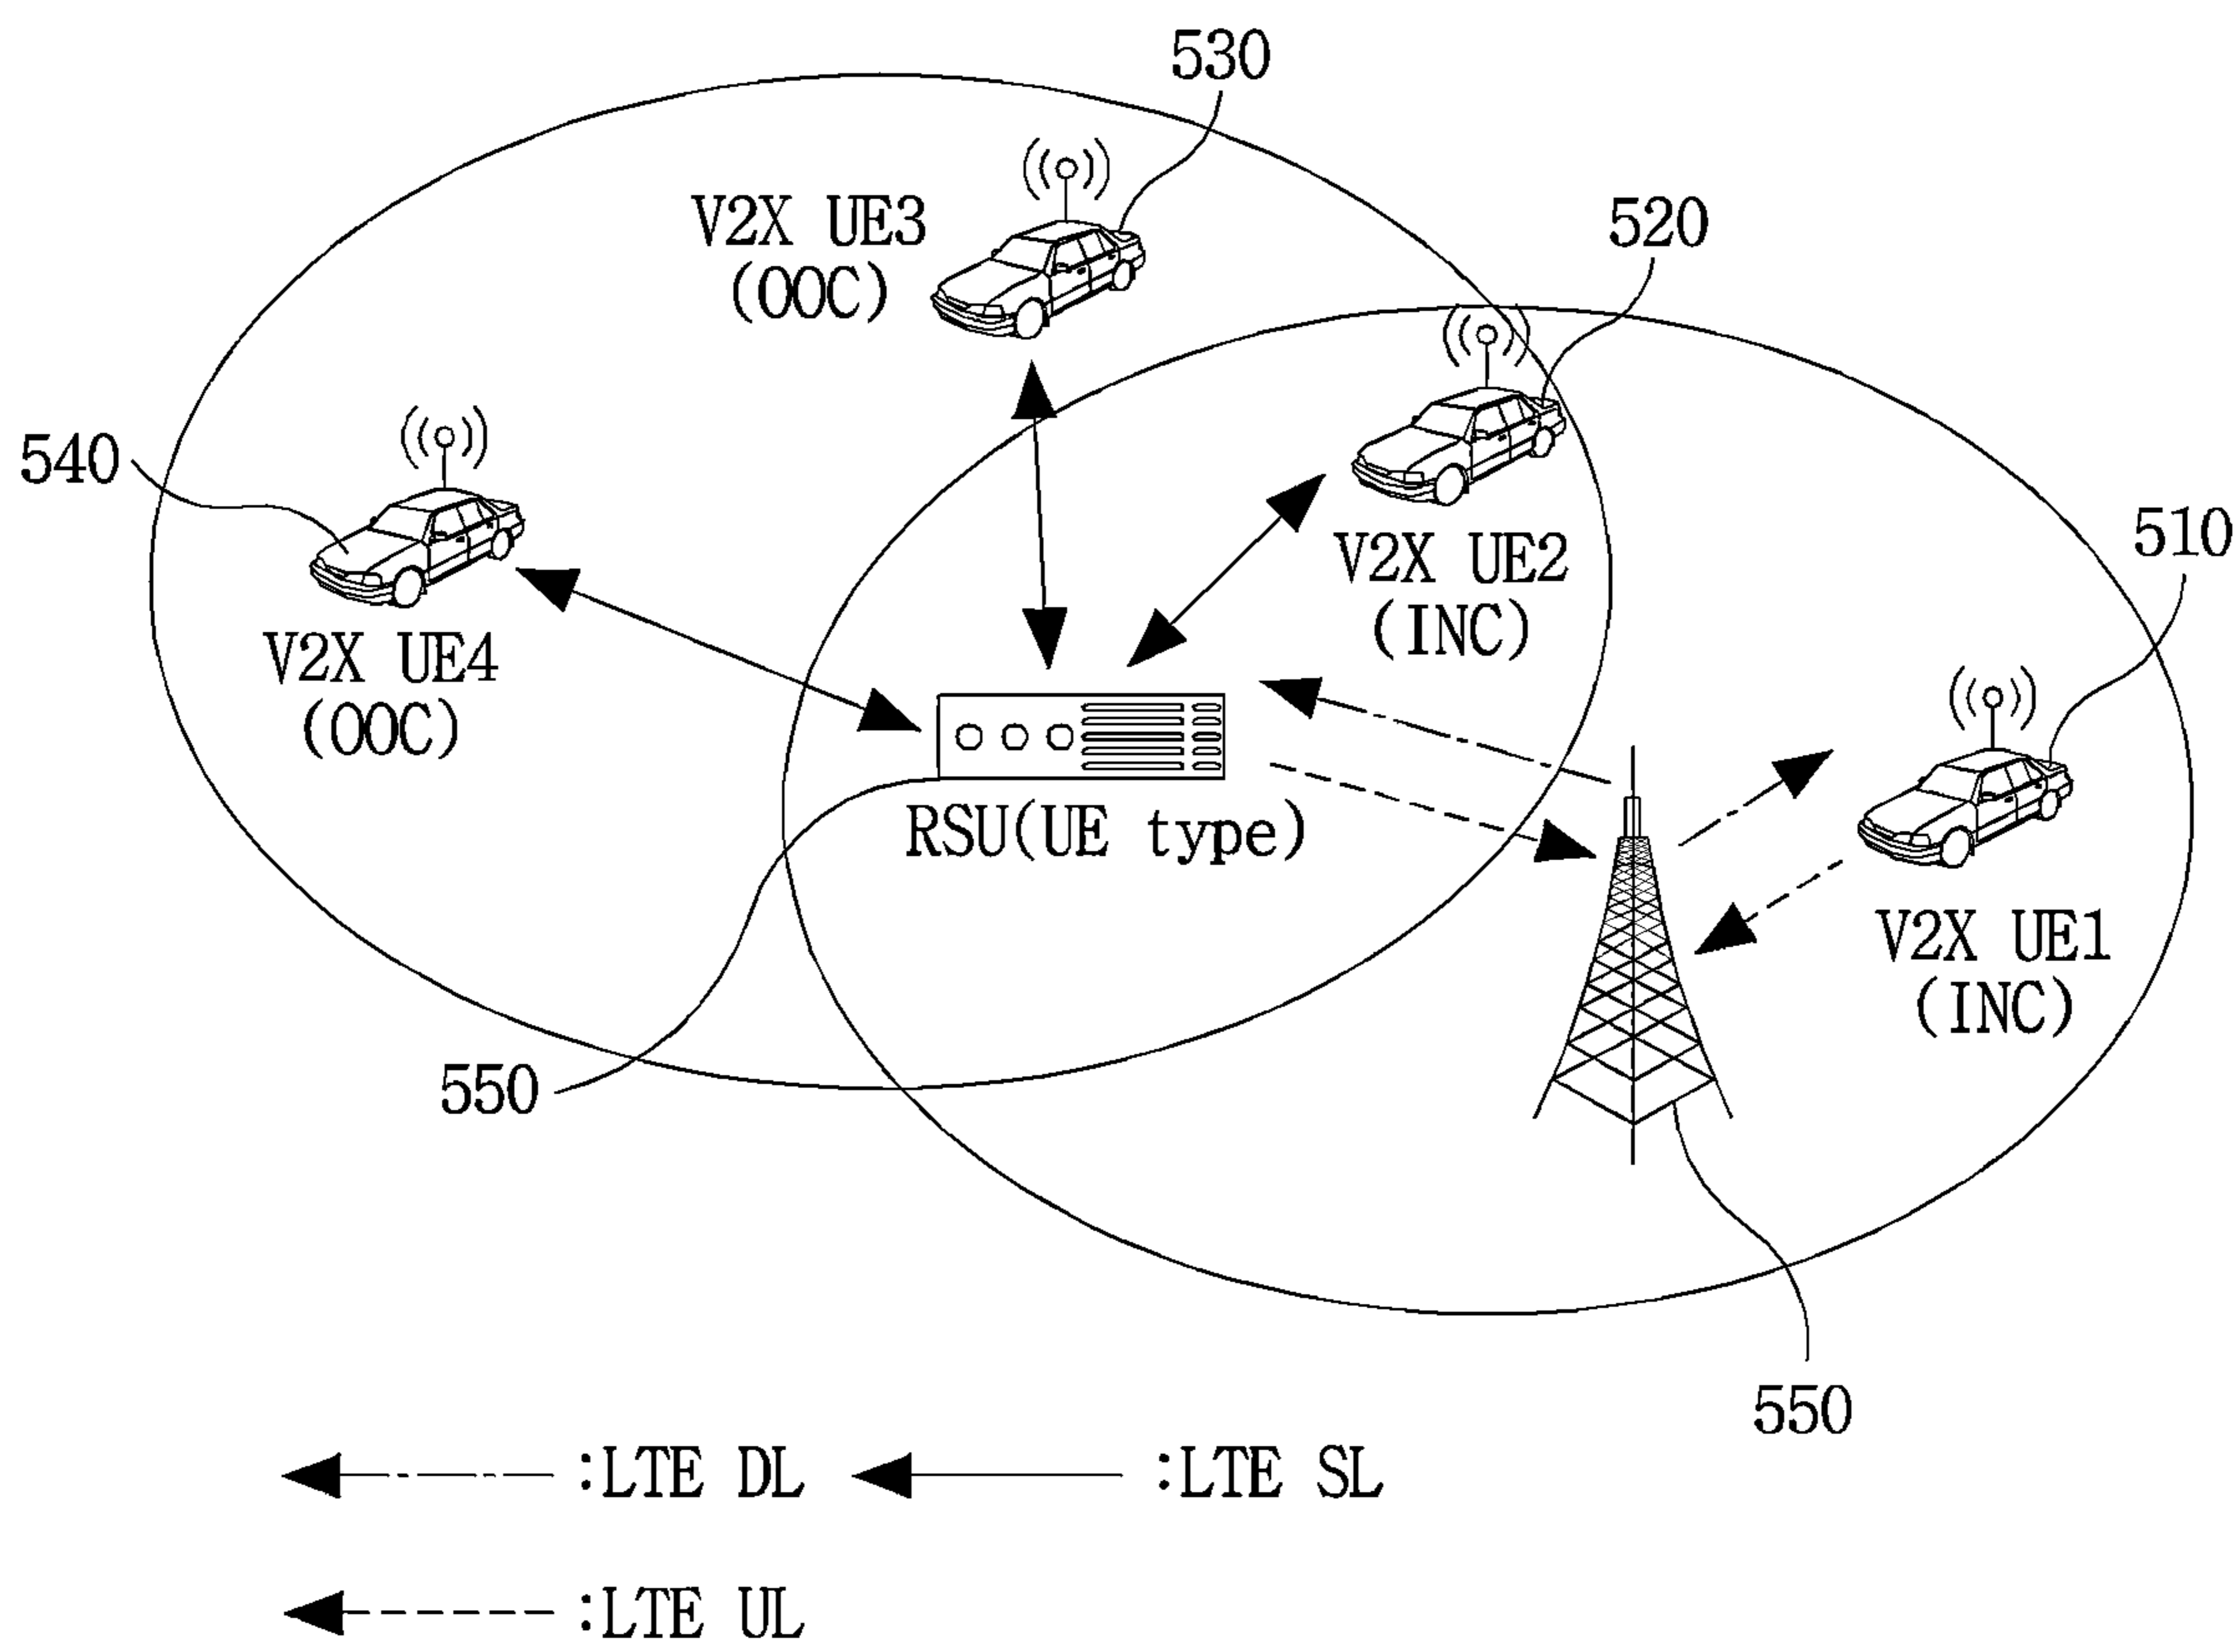 530
V2X UE3
(OOC)
520
540
V2X UE2
(INC)
510
V2X UE4
(OOC)
RSU(UE type)
V2X UE1
(INC)
550
550
:LTE DL
:LTE SL
:LTE UL